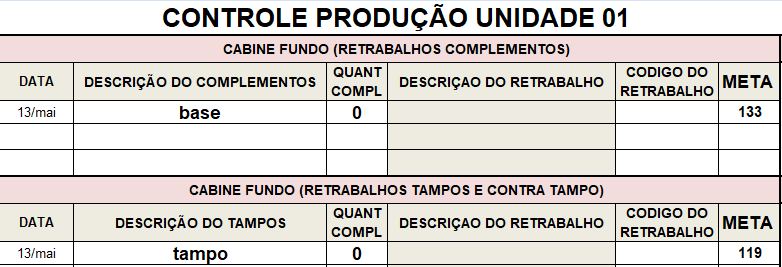 CONTROLE PRODUÇÃO UNIDADE 01
CABINE FUNDO (RETRABALHOS COMPLEMENTOS)
DATA DESCRIÇÃO DO COMPLEMENTOS QUANT COMPL DESCRIÇAO DO RETRABALHO CODIGO DO RETRABALHO META
13/mai base 0 133
CABINE FUNDO (RETRABALHOS TAMPOS E CONTRA TAMPO)
DATA DESCRIÇÃO DO TAMPOS QUANT COMPL DESCRIÇAO DO RETRABALHO CODIGO DO RETRABALHO META
13/mai tampo 0 119